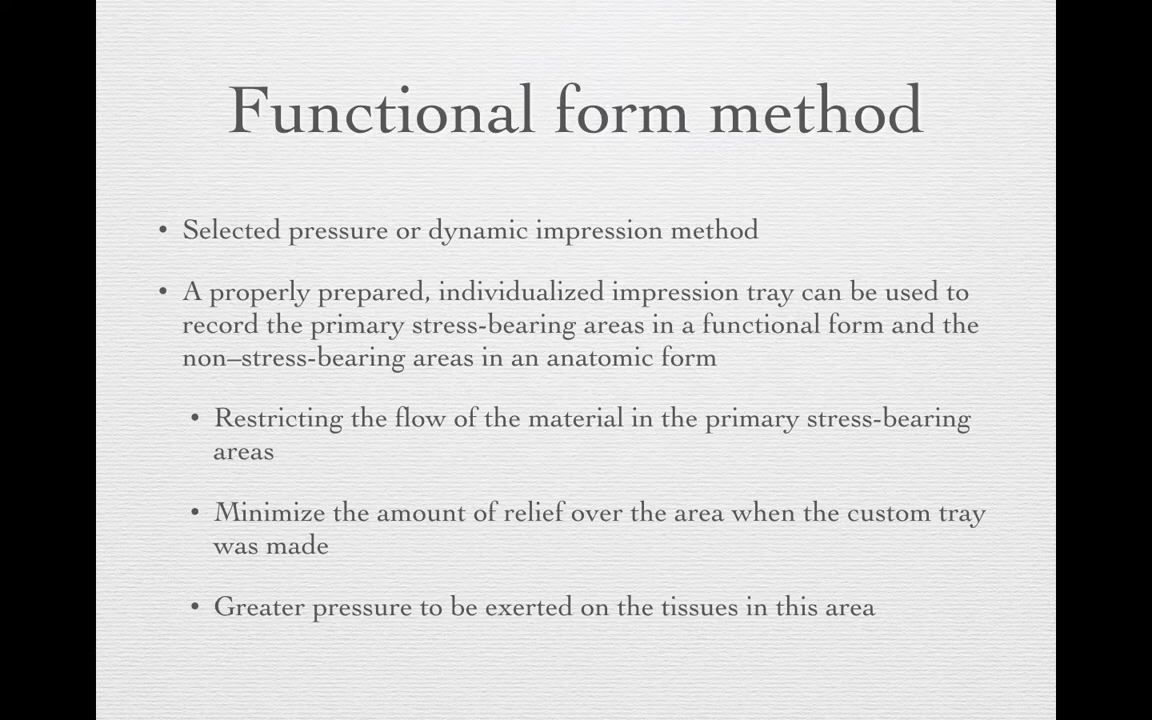 Functional form method
• Selected pressure or dynamic impression method
• A properly prepared, individualized impression tray can be used to
record the primary stress-bearing areas in a functional form and the
non–stress-bearing areas in an anatomic form
• Restricting the flow of the material in the primary stress-bearing
areas
• Minimize the amount of relief over the area when the custom tray
was made
• Greater pressure to be exerted on the tissues in this area